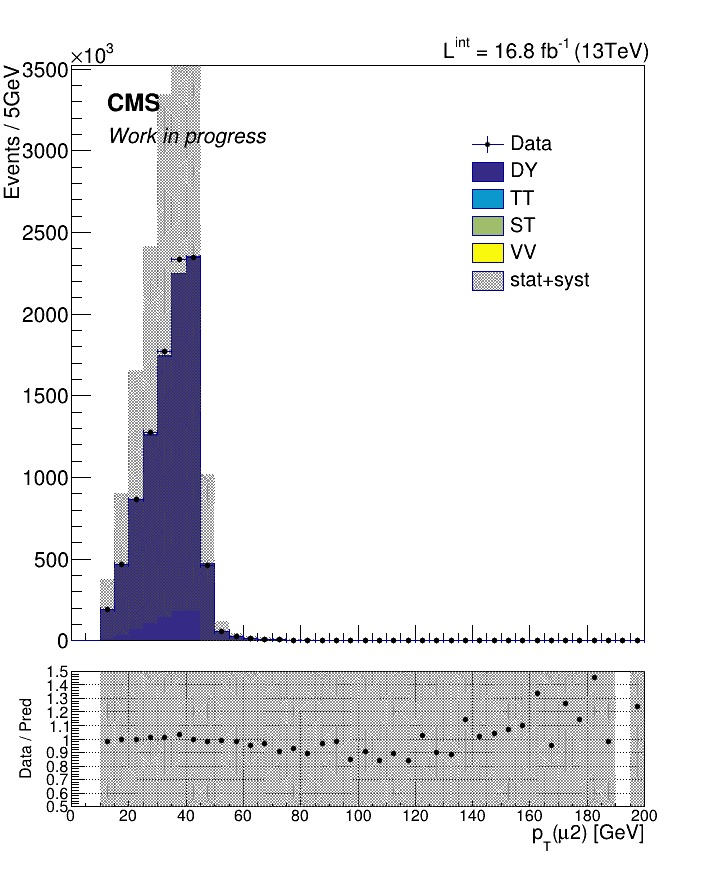 ×10³
L^int = 16.8 fb⁻¹ (13TeV)
Events / 5GeV
3500
3000
2500
2000
1500
1000
500
0
CMS
Work in progress
Data
DY
TT
ST
VV
stat+syst
Data / Pred
1.5
1.4
1.3
1.2
1.1
1
0.9
0.8
0.7
0.6
0.5
0 20 40 60 80 100 120 140 160 180 200
p_T(μ2) [GeV]